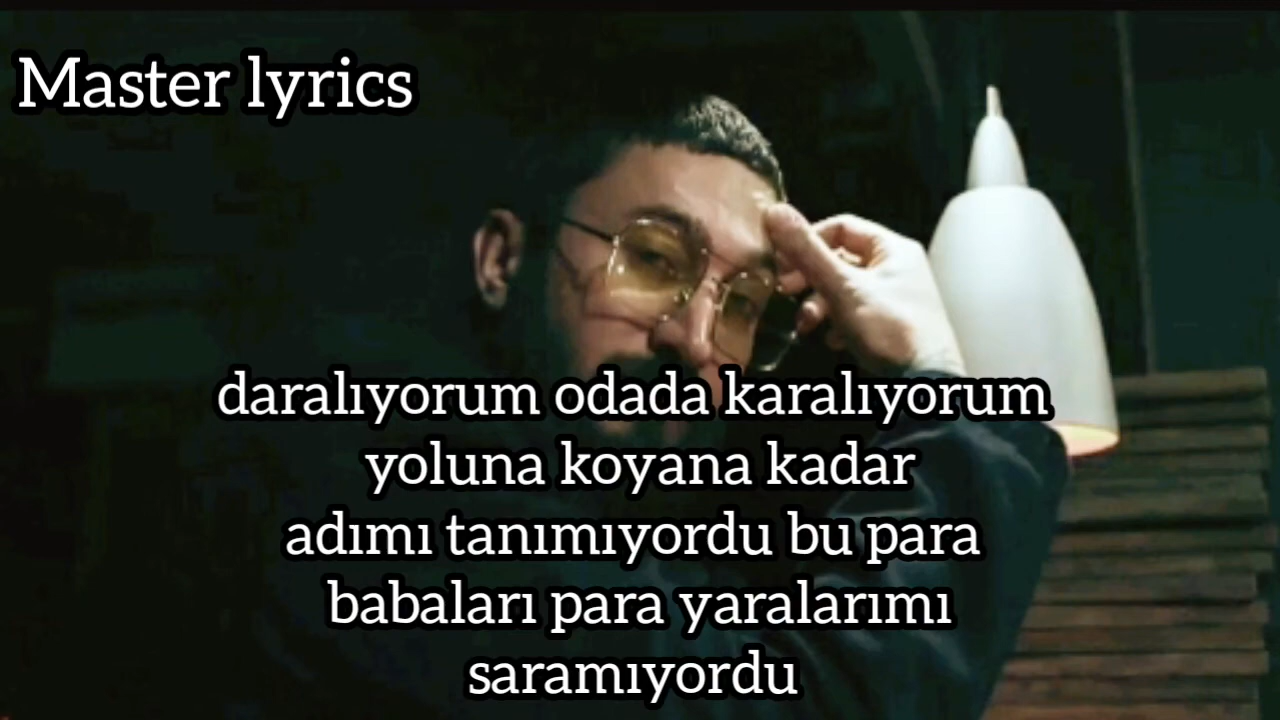 Master lyrics
daralıyorum odada karalıyorum
yoluna koyana kadar
adımı tanımıyordu bu para
babaları para yaralarımı
saramıyordu